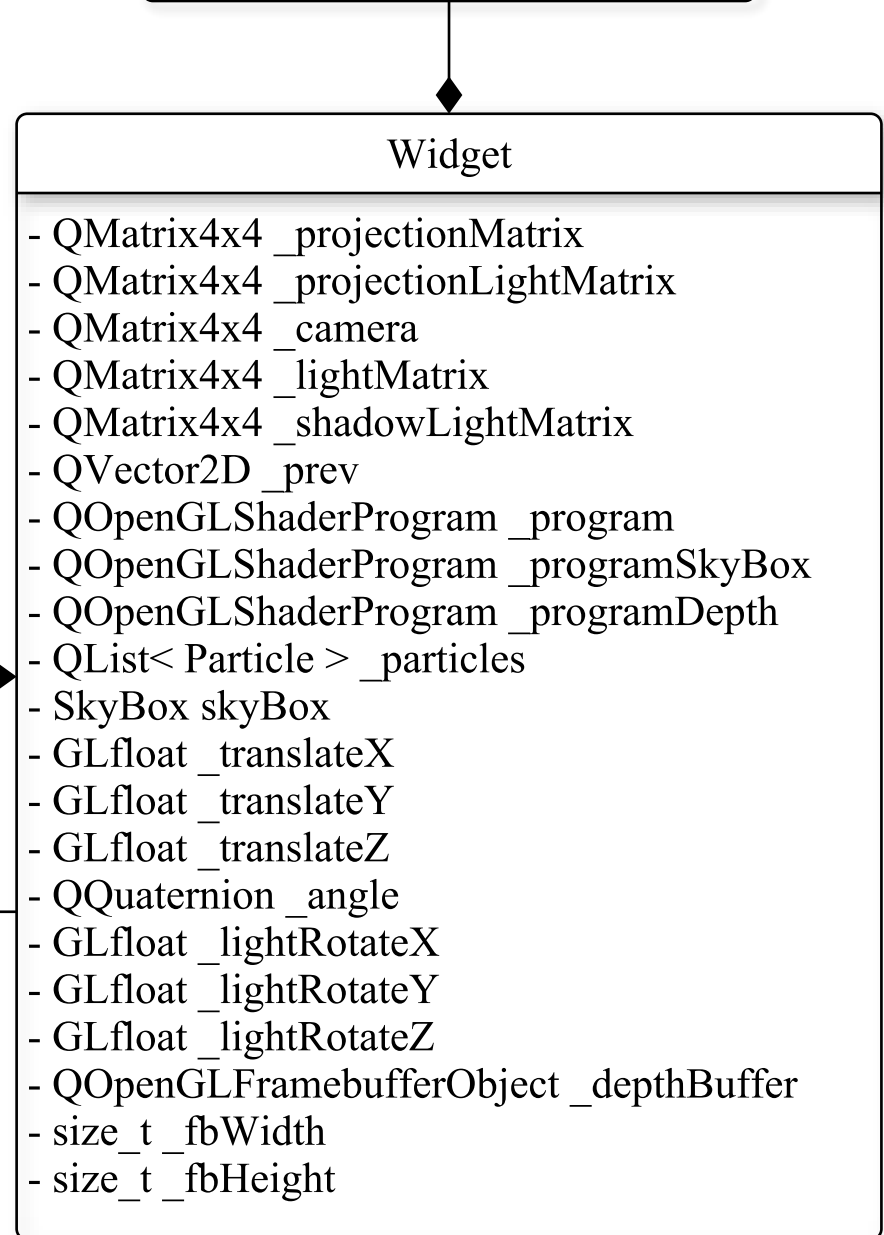 Widget
- QMatrix4x4 _projectionMatrix
- QMatrix4x4 _projectionLightMatrix
- QMatrix4x4 _camera
- QMatrix4x4 _lightMatrix
- QMatrix4x4 _shadowLightMatrix
- QVector2D _prev
- QOpenGLShaderProgram _program
- QOpenGLShaderProgram _programSkyBox
- QOpenGLShaderProgram _programDepth
- QList< Particle > _particles
- SkyBox skyBox
- GLfloat _translateX
- GLfloat _translateY
- GLfloat _translateZ
- QQuaternion _angle
- GLfloat _lightRotateX
- GLfloat _lightRotateY
- GLfloat _lightRotateZ
- QOpenGLFramebufferObject _depthBuffer
- size_t _fbWidth
- size_t _fbHeight